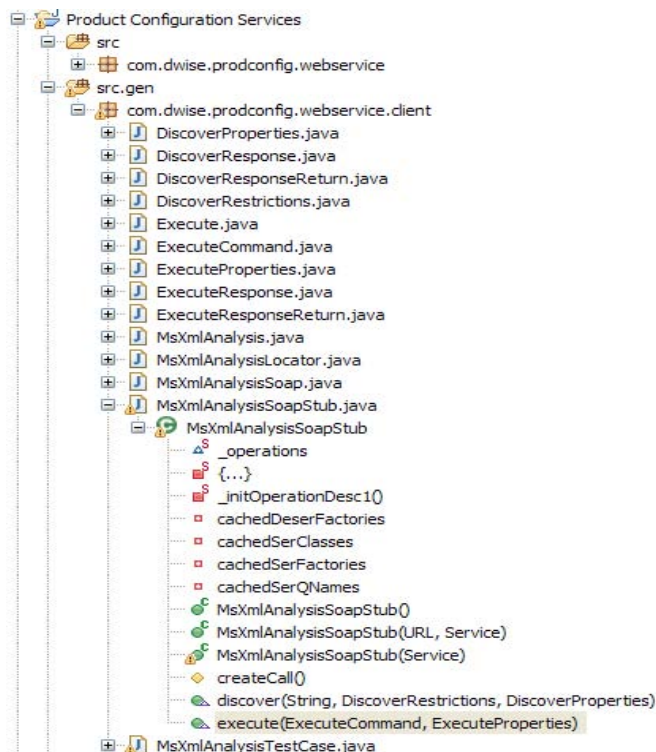 Product Configuration Services
src
com.dwise.prodconfig.webservice
src.gen
com.dwise.prodconfig.webservice.client
DiscoverProperties.java
DiscoverResponse.java
DiscoverResponseReturn.java
DiscoverRestrictions.java
Execute.java
ExecuteCommand.java
ExecuteProperties.java
ExecuteResponse.java
ExecuteResponseReturn.java
MsXmlAnalysis.java
MsXmlAnalysisLocator.java
MsXmlAnalysisSoap.java
MsXmlAnalysisSoapStub.java
MsXmlAnalysisSoapStub
_operations
{...}
_initOperationDesc1()
cachedDeserFactories
cachedSerClasses
cachedSerFactories
cachedSerQNames
MsXmlAnalysisSoapStub()
MsXmlAnalysisSoapStub(URL, Service)
MsXmlAnalysisSoapStub(Service)
createCall()
discover(String, DiscoverRestrictions, DiscoverProperties)
execute(ExecuteCommand, ExecuteProperties)
MsXmlAnalysisTestCase.java